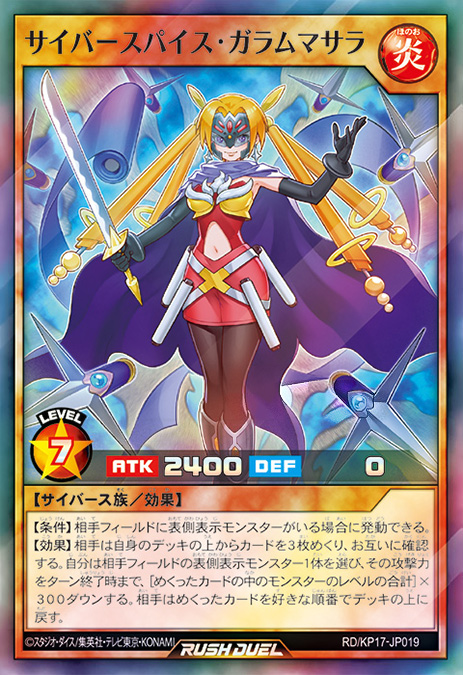 サイバースパイス・ガラムマサラ
ほのお
炎
LEVEL
7
ATK 2400 DEF 0
【サイバース族／効果】
【条件】相手フィールドに表側表示モンスターがいる場合に発動できる。
【効果】相手は自身のデッキの上からカードを3枚めくり、お互いに確認
する。自分は相手フィールドの表側表示モンスター1体を選び、その攻撃力
をターン終了時まで、[めくったカードの中のモンスターのレベルの合計]×
300ダウンする。相手はめくったカードを好きな順番でデッキの上に
戻す。
©スタジオ・ダイス/集英社・テレビ東京・KONAMI
RUSH DUEL
RD/KP17-JP019